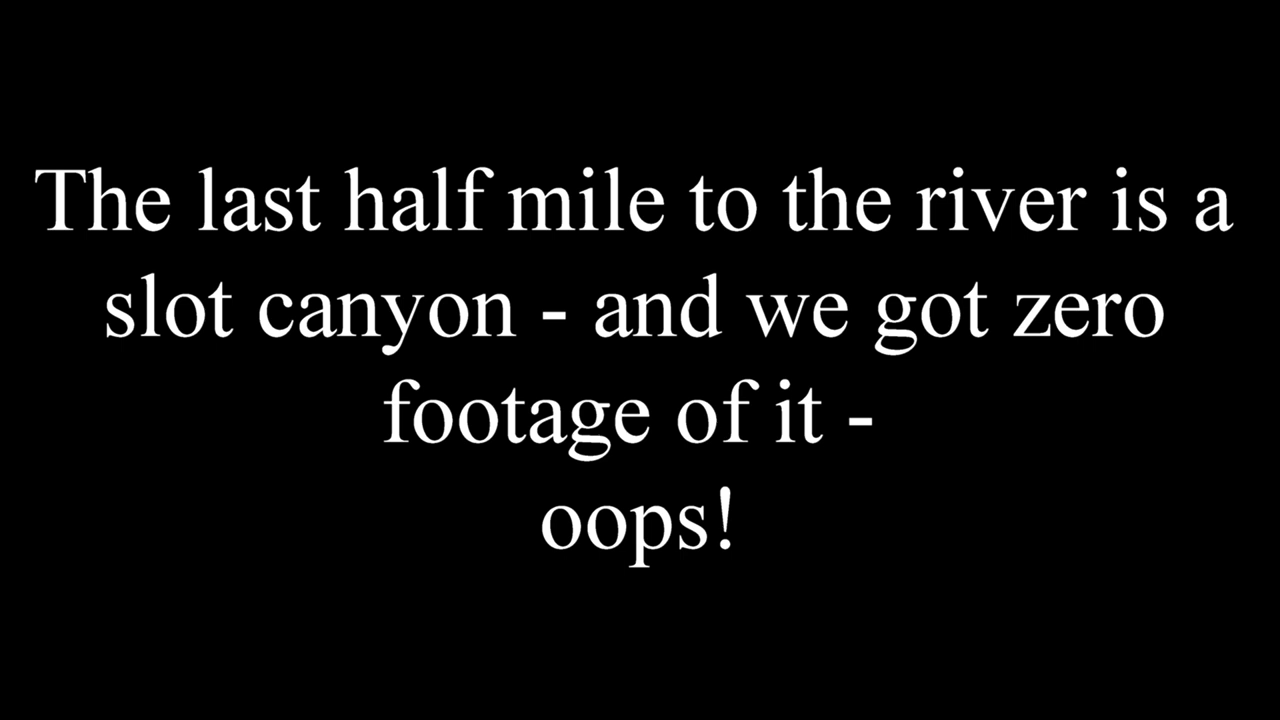 The last half mile to the river is a
slot canyon - and we got zero
footage of it -
oops!